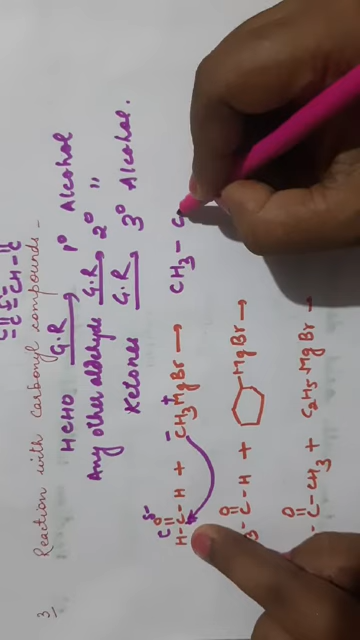 3 Reaction with carbonyl compounds -
HCHO G.R → 1° Alcohol
Any other aldehyde G.R → 2° "
Ketones G.R → 3° Alcohol.
H-C-H + CH3MgBr → CH3 - C
O
- C - H + MgBr →
O
- C - CH3 + C2H5-MgBr →
O